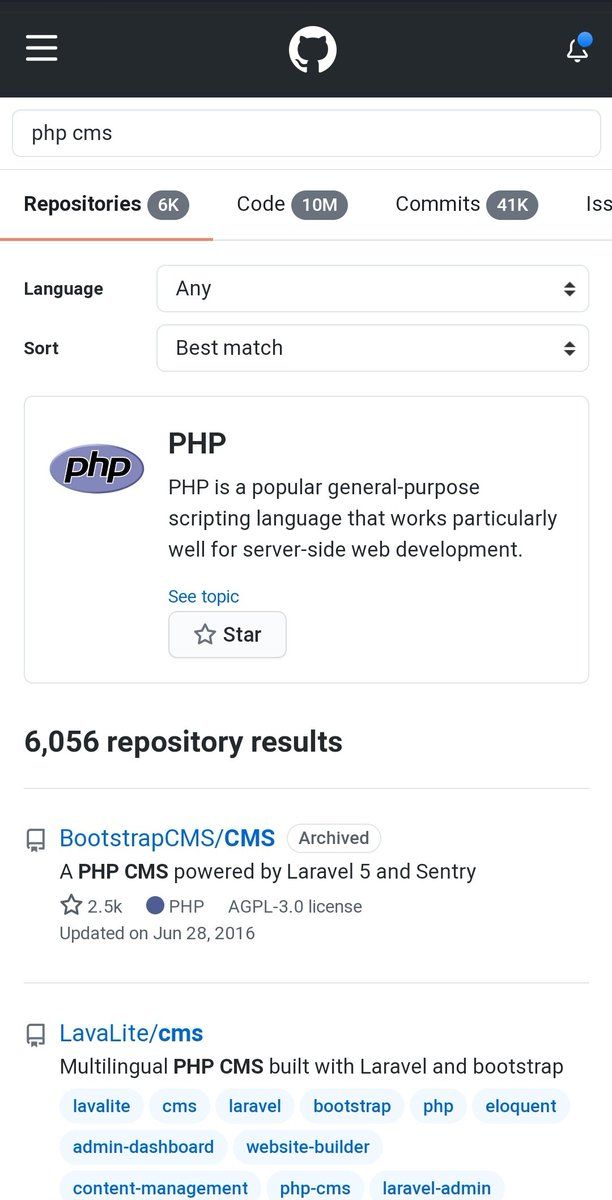 php cms
Repositories 6K Code 10M Commits 41K Iss
Language Any
Sort Best match
php
PHP
PHP is a popular general-purpose
scripting language that works particularly
well for server-side web development.
See topic
Star
6,056 repository results
BootstrapCMS/CMS Archived
A PHP CMS powered by Laravel 5 and Sentry
2.5k PHP AGPL-3.0 license
Updated on Jun 28, 2016
LavaLite/cms
Multilingual PHP CMS built with Laravel and bootstrap
lavalite cms laravel bootstrap php eloquent
admin-dashboard website-builder
content-management php-cms laravel-admin